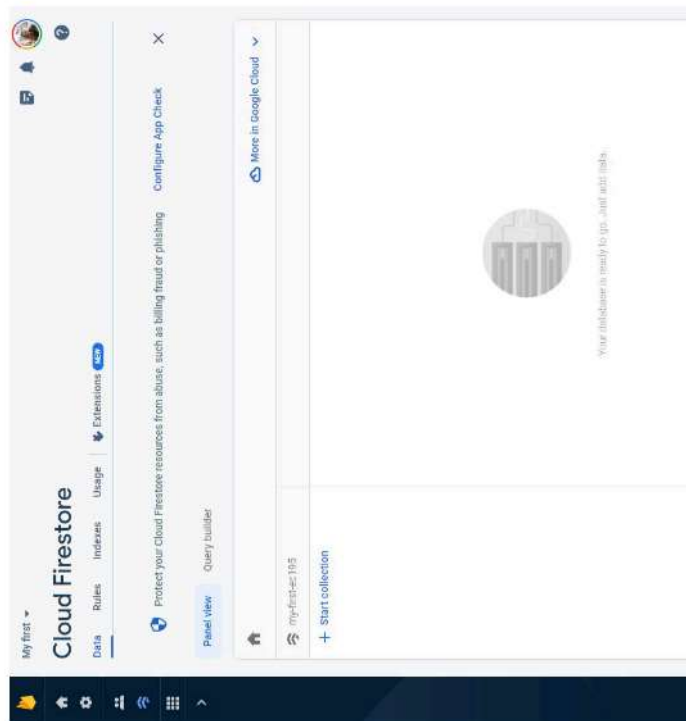 My first
Cloud Firestore
Data Rules Indexes Usage Extensions NEW
Protect your Cloud Firestore resources from abuse, such as billing fraud or phishing Configure App Check
Panel view Query builder
More in Google Cloud
my-first-ec195
+ Start collection
Your database is ready to go. Just add data.